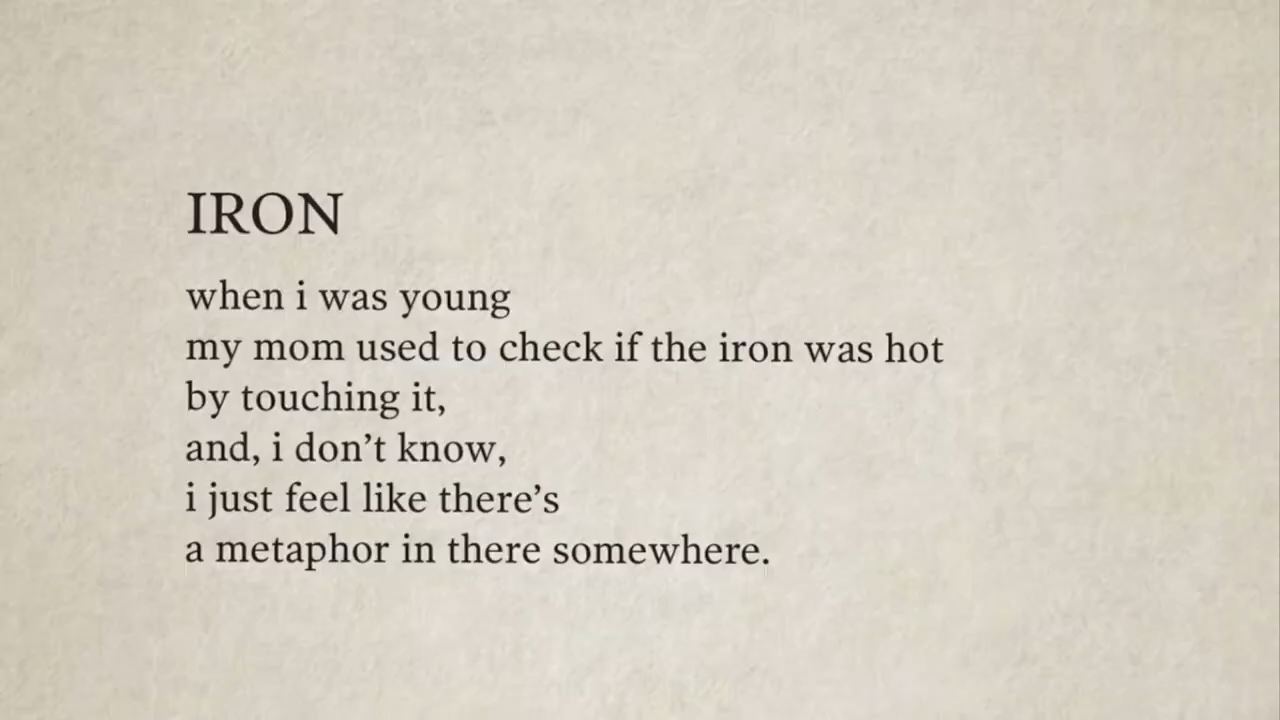 IRON
when i was young
my mom used to check if the iron was hot
by touching it,
and, i don’t know,
i just feel like there’s
a metaphor in there somewhere.